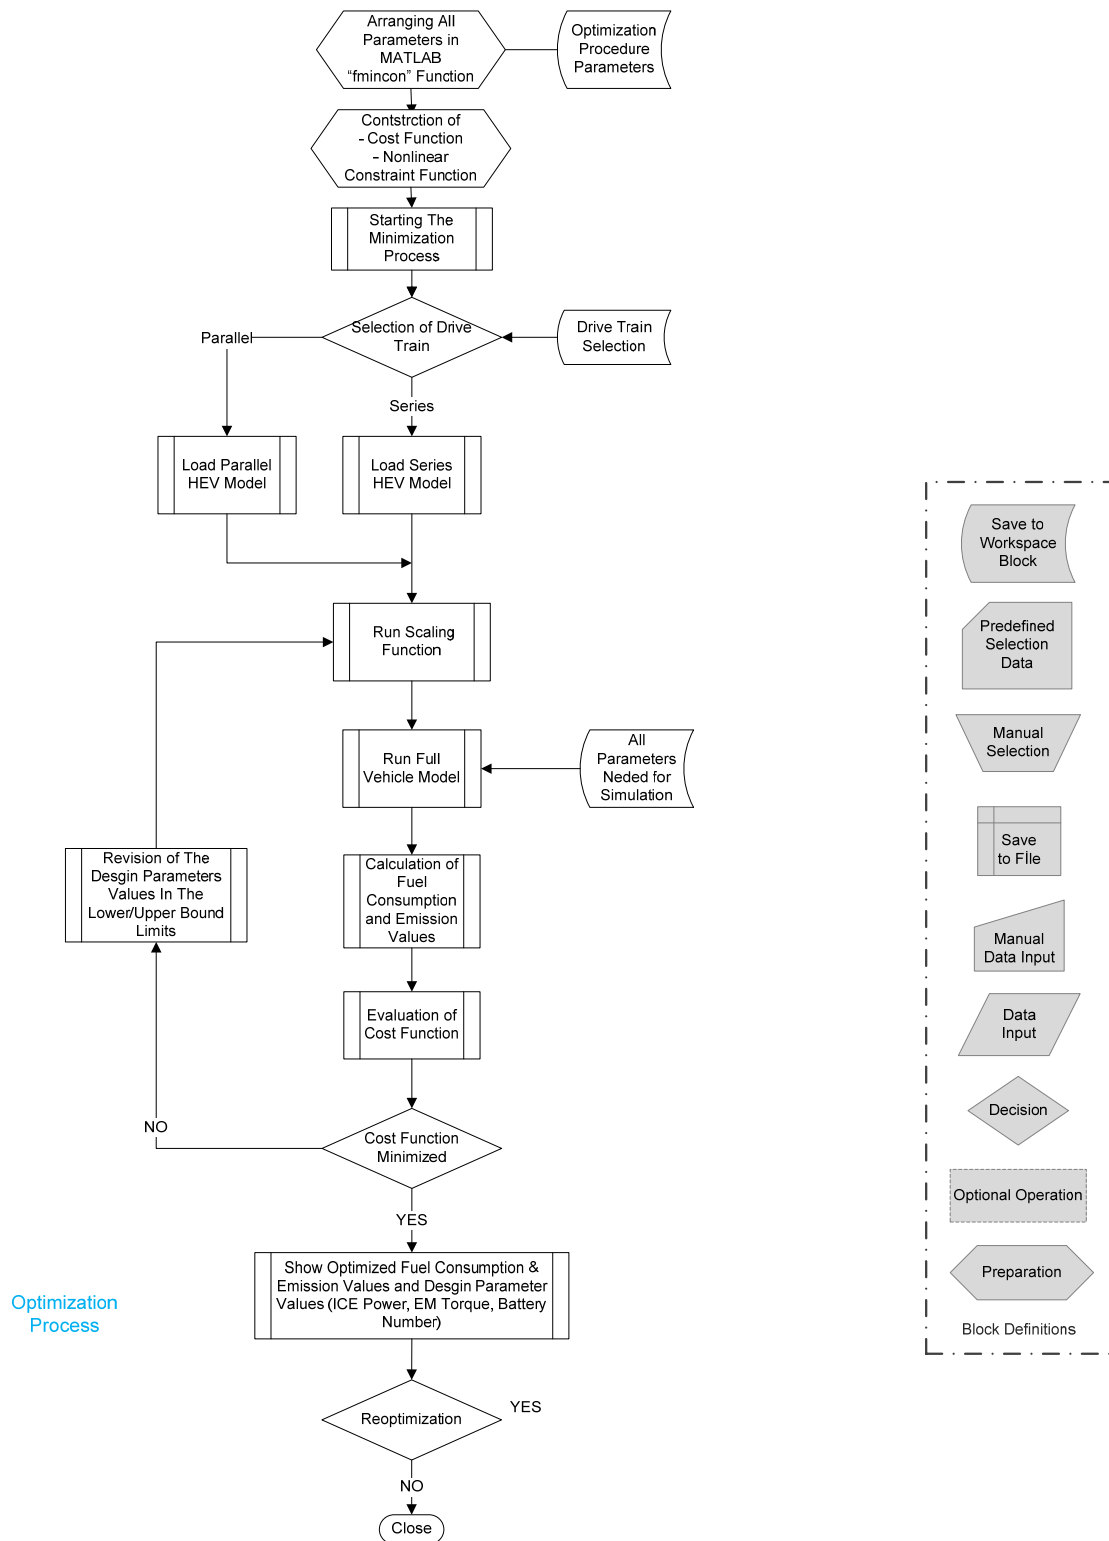 Arranging All
Parameters in
MATLAB
“fmincon” Function
Optimization
Procedure
Parameters
Contstrction of
- Cost Function
- Nonlinear
Constraint Function
Starting The
Minimization
Process
Selection of Drive
Train
Drive Train
Selection
Parallel
Series
Load Parallel
HEV Model
Load Series
HEV Model
Run Scaling
Function
Run Full
Vehicle Model
All
Parameters
Neded for
Simulation
Revision of The
Desgin Parameters
Values In The
Lower/Upper Bound
Limits
Calculation of
Fuel
Consumption
and Emission
Values
Evaluation of
Cost Function
NO
Cost Function
Minimized
YES
Show Optimized Fuel Consumption &
Emission Values and Desgin Parameter
Values (ICE Power, EM Torque, Battery
Number)
Optimization
Process
Reoptimization
YES
NO
Close
Save to
Workspace
Block
Predefined
Selection
Data
Manual
Selection
Save
to Fİle
Manual
Data Input
Data
Input
Decision
Optional Operation
Preparation
Block Definitions